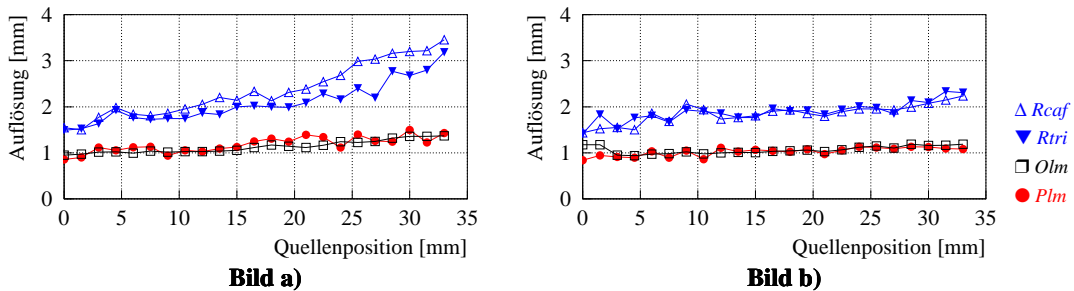 Auflösung [mm]
4
3
2
1
0
0 5 10 15 20 25 30 35
Quellenposition [mm]
Bild a)
Auflösung [mm]
4
3
2
1
0
0 5 10 15 20 25 30 35
Quellenposition [mm]
Bild b)
Rcaf
Rtri
Olm
Plm